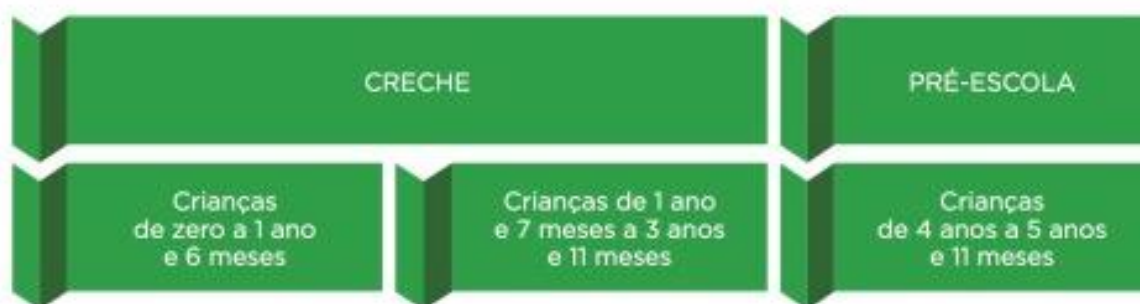 CRECHE
PRÉ-ESCOLA
Crianças
de zero a 1 ano
e 6 meses
Crianças de 1 ano
e 7 meses a 3 anos
e 11 meses
Crianças
de 4 anos a 5 anos
e 11 meses